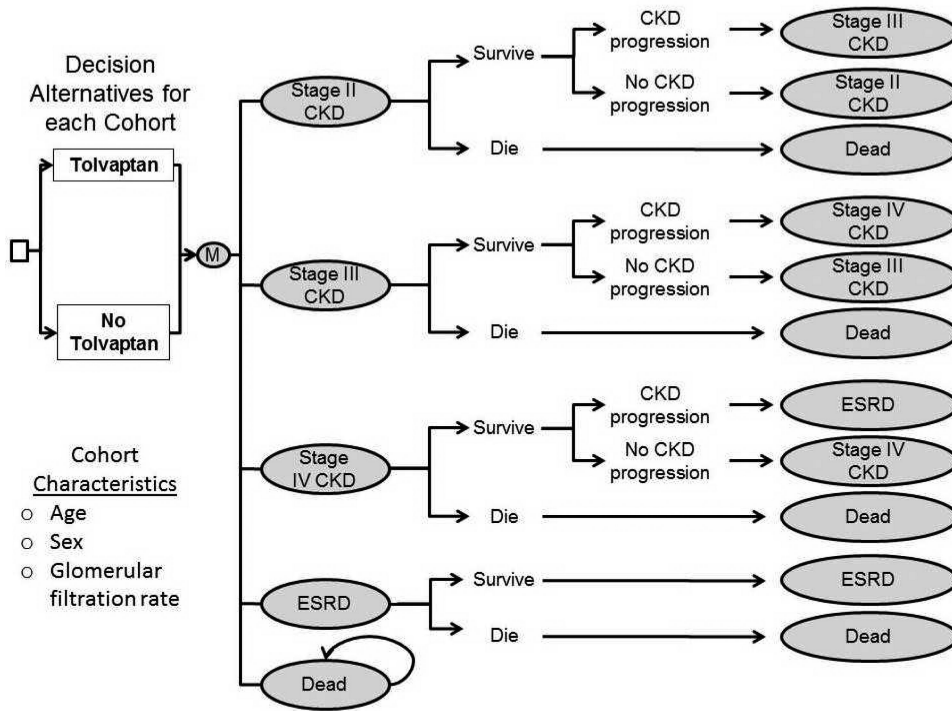 Decision
Alternatives for
each Cohort
Tolvaptan
No
Tolvaptan
M
Cohort
Characteristics
o Age
o Sex
o Glomerular
filtration rate
Stage II
CKD
Survive
CKD
progression
Stage III
CKD
No CKD
progression
Stage II
CKD
Die
Dead
Stage III
CKD
Survive
CKD
progression
Stage IV
CKD
No CKD
progression
Stage III
CKD
Die
Dead
Stage
IV CKD
Survive
CKD
progression
ESRD
No CKD
progression
Stage IV
CKD
Die
Dead
ESRD
Survive
ESRD
Die
Dead
Dead